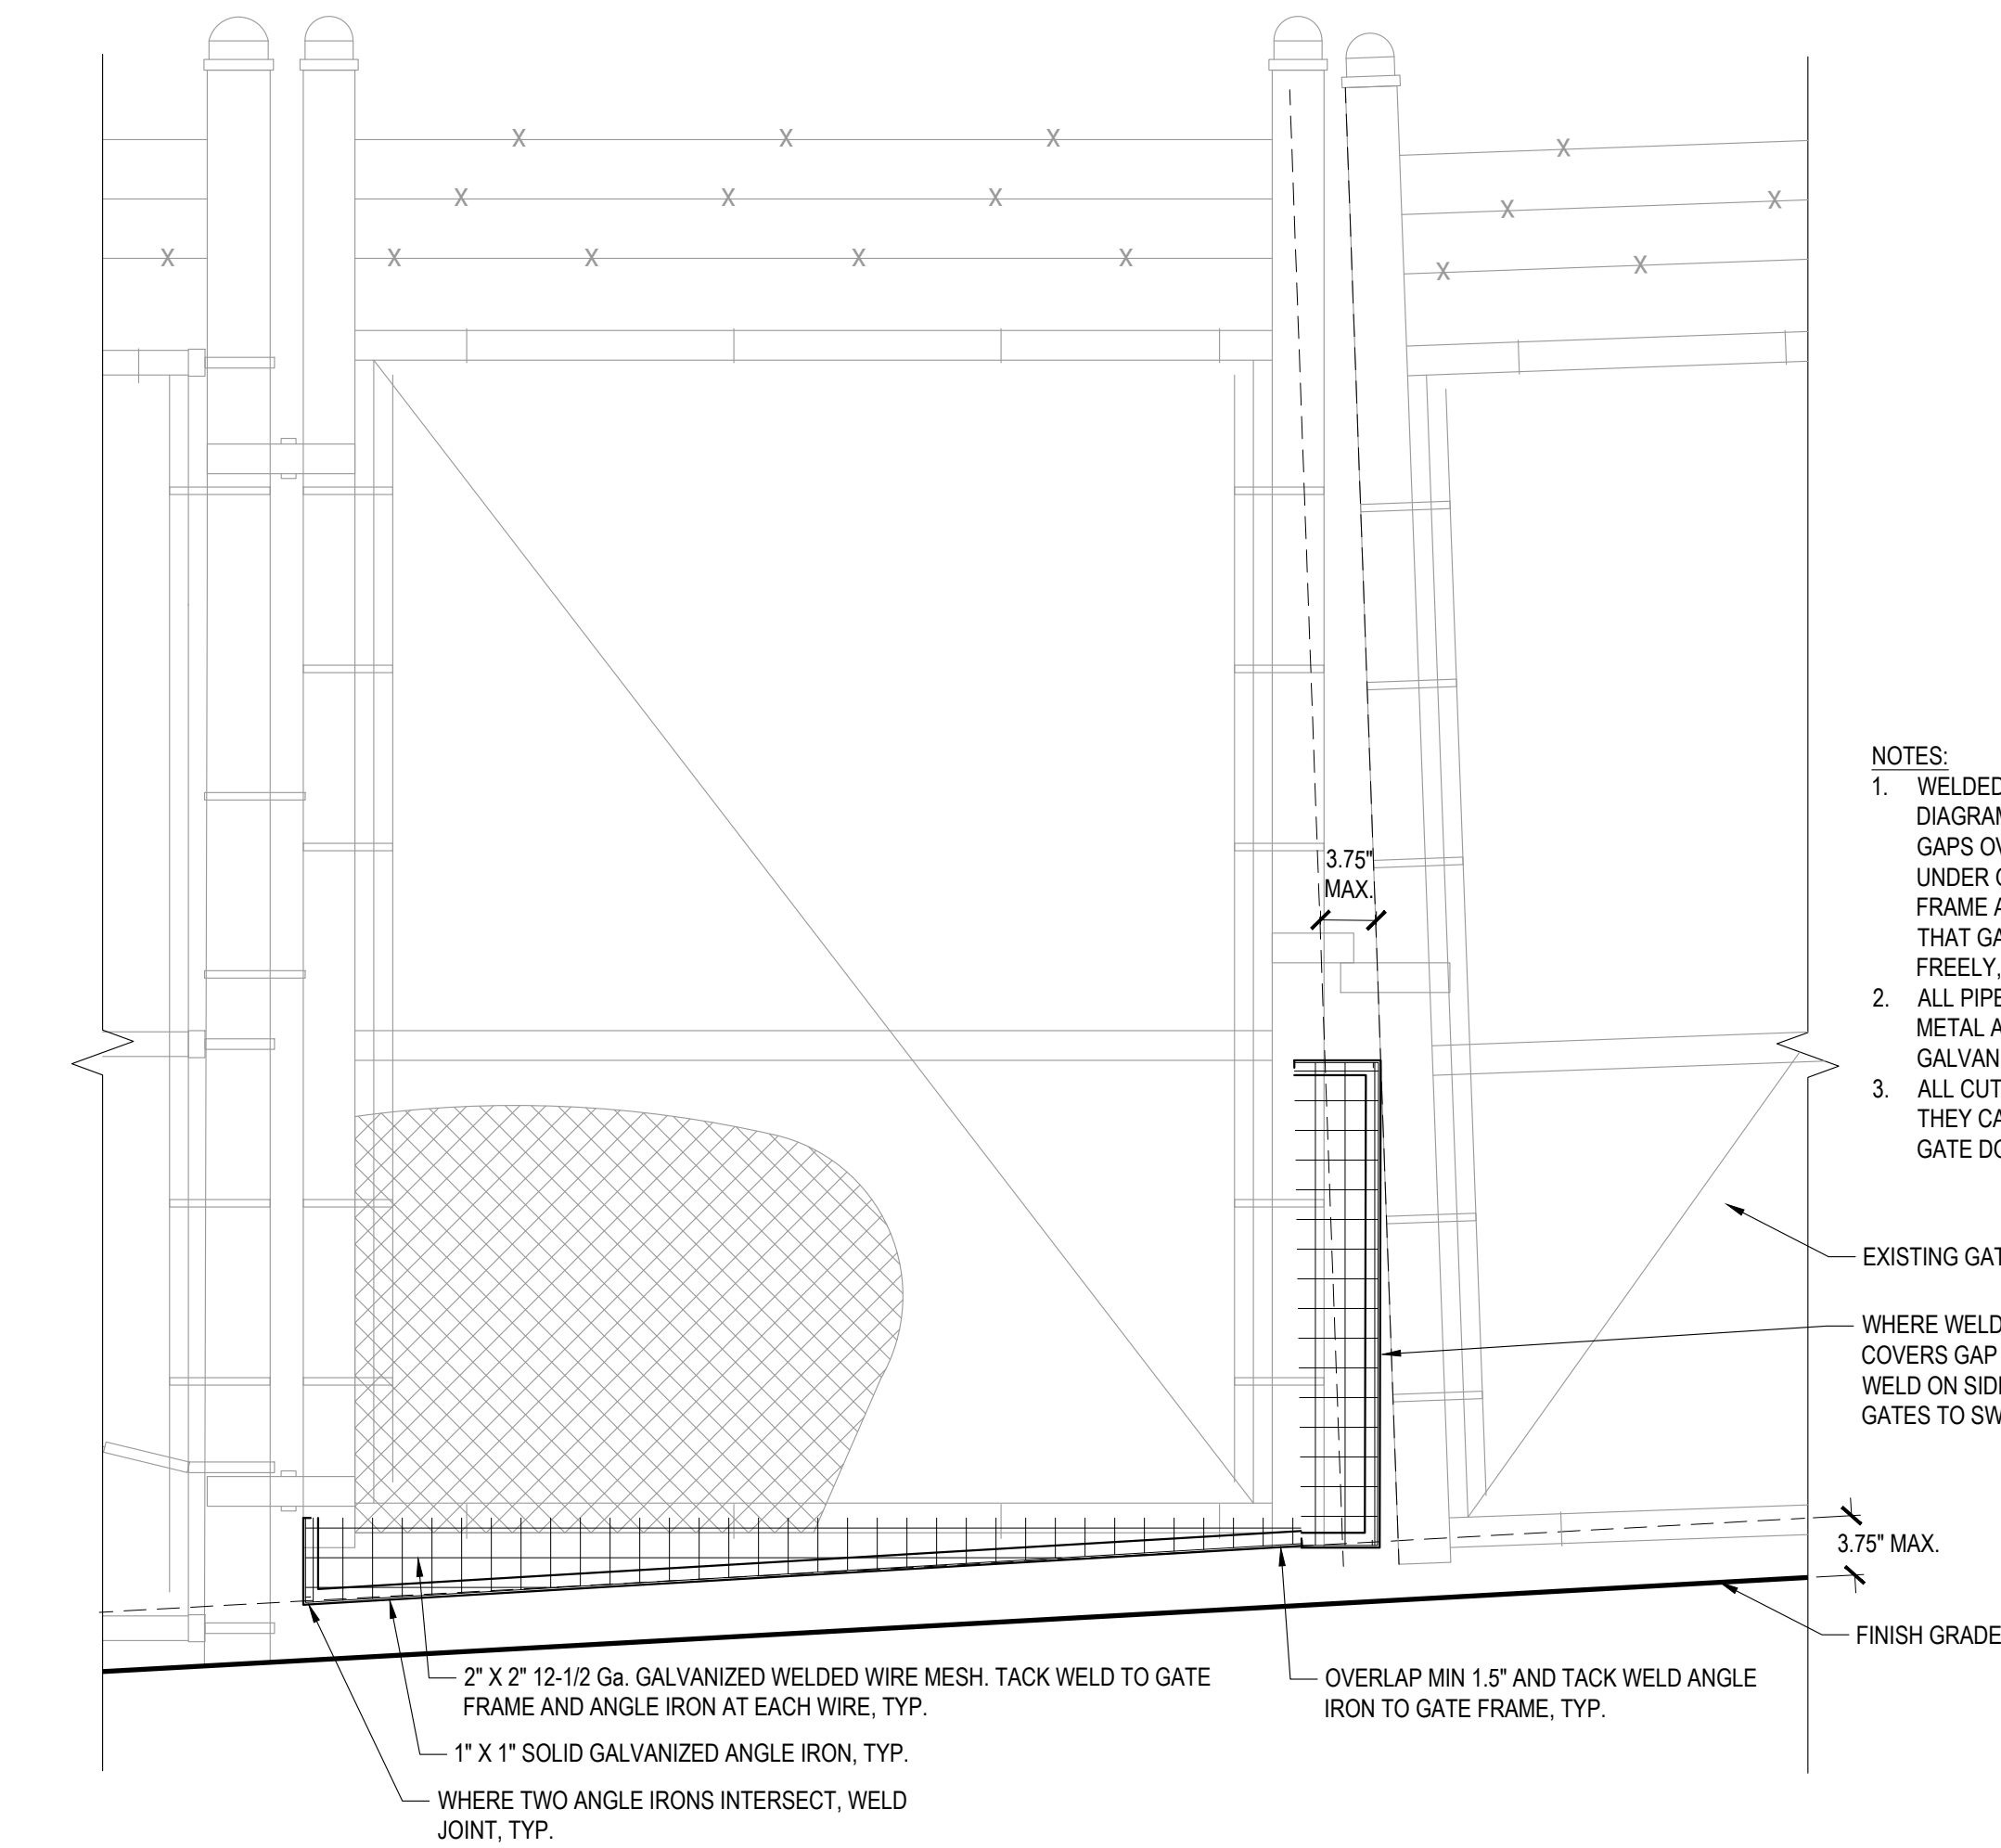 3.75"
MAX.
NOTES:
1. WELDED
DIAGRAM
GAPS OV
UNDER
FRAME A
THAT GA
FREELY,
2. ALL PIPE
METAL A
GALVAN
3. ALL CUT
THEY CA
GATE DO
EXISTING GAT
WHERE WELD
COVERS GAP
WELD ON SID
GATES TO SW
3.75" MAX.
FINISH GRADE
2" X 2" 12-1/2 Ga. GALVANIZED WELDED WIRE MESH. TACK WELD TO GATE
FRAME AND ANGLE IRON AT EACH WIRE, TYP.
OVERLAP MIN 1.5" AND TACK WELD ANGLE
IRON TO GATE FRAME, TYP.
1" X 1" SOLID GALVANIZED ANGLE IRON, TYP.
WHERE TWO ANGLE IRONS INTERSECT, WELD
JOINT, TYP.